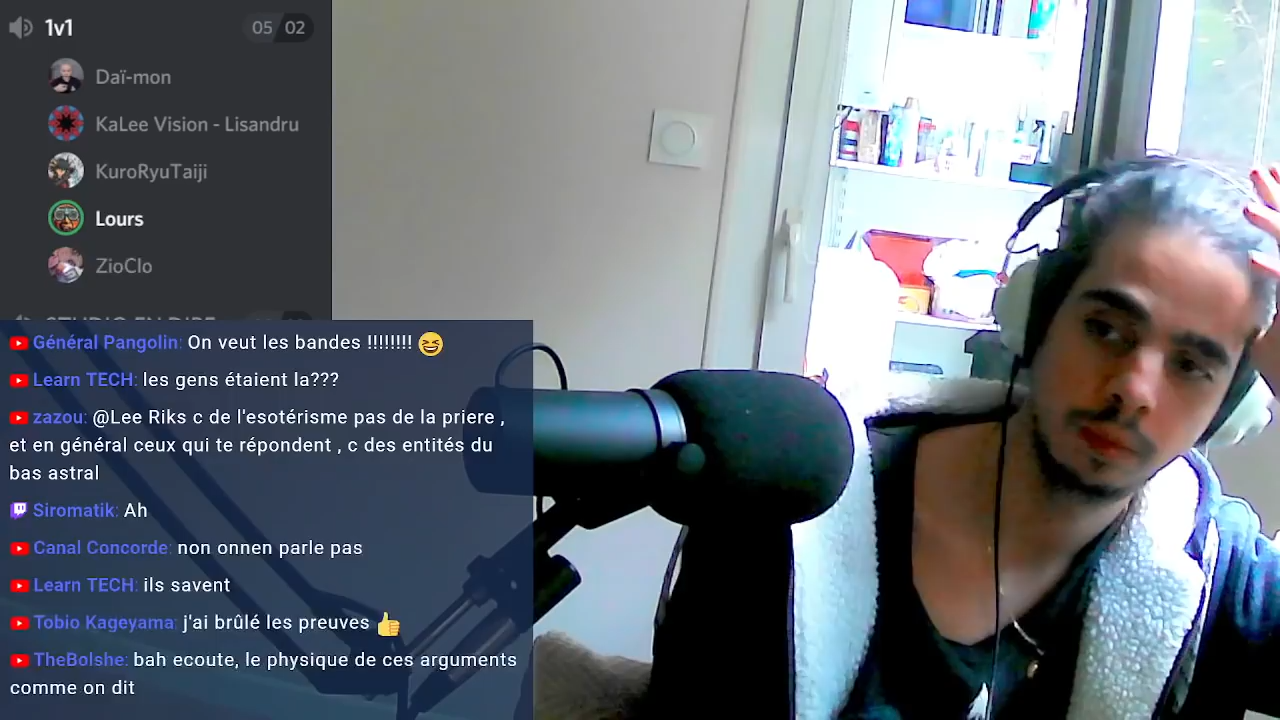 1v1
05 02
Daï-mon
KaLee Vision - Lisandru
KuroRyuTaiji
Lours
ZioClo
STUDIO EN DIRE
Général Pangolin: On veut les bandes !!!!!!!! 😆
Learn TECH: les gens étaient la???
zazou: @Lee Riks c de l'esotérisme pas de la priere ,
et en général ceux qui te répondent , c des entités du
bas astral
Siromatik: Ah
Canal Concorde: non onnen parle pas
Learn TECH: ils savent
Tobio Kageyama: j'ai brûlé les preuves 👍
TheBolshe: bah ecoute, le physique de ces arguments
comme on dit